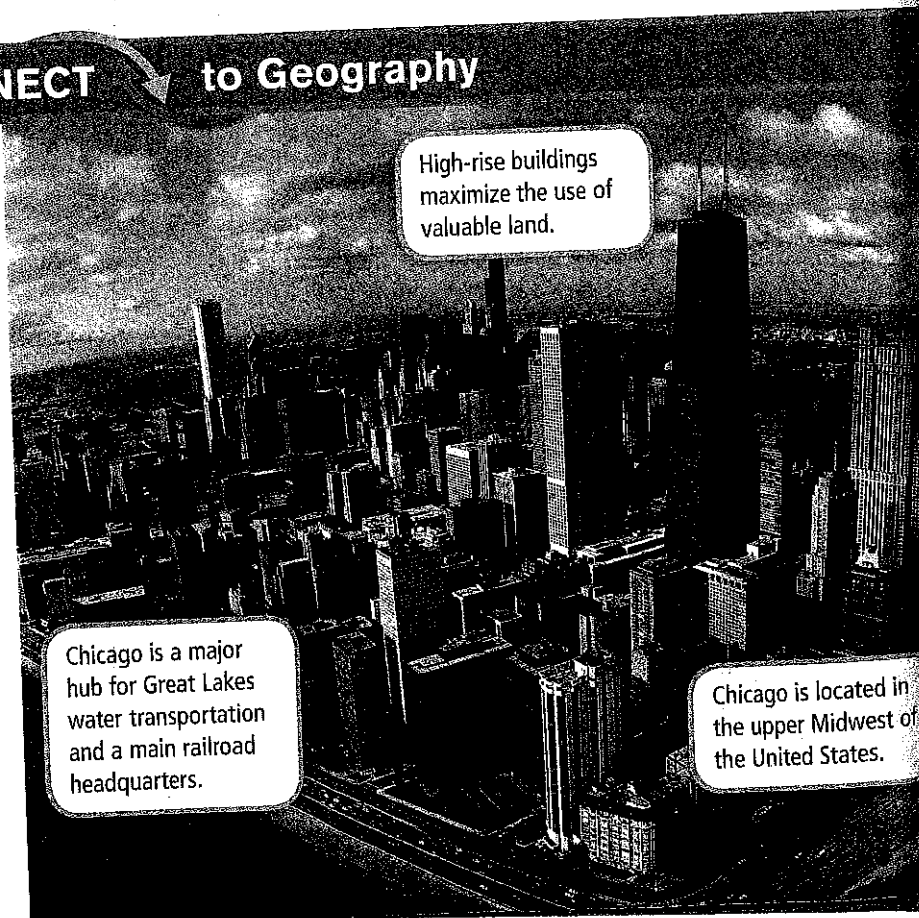 NECT to Geography
High-rise buildings
maximize the use of
valuable land.
Chicago is a major
hub for Great Lakes
water transportation
and a main railroad
headquarters.
Chicago is located in
the upper Midwest of
the United States.